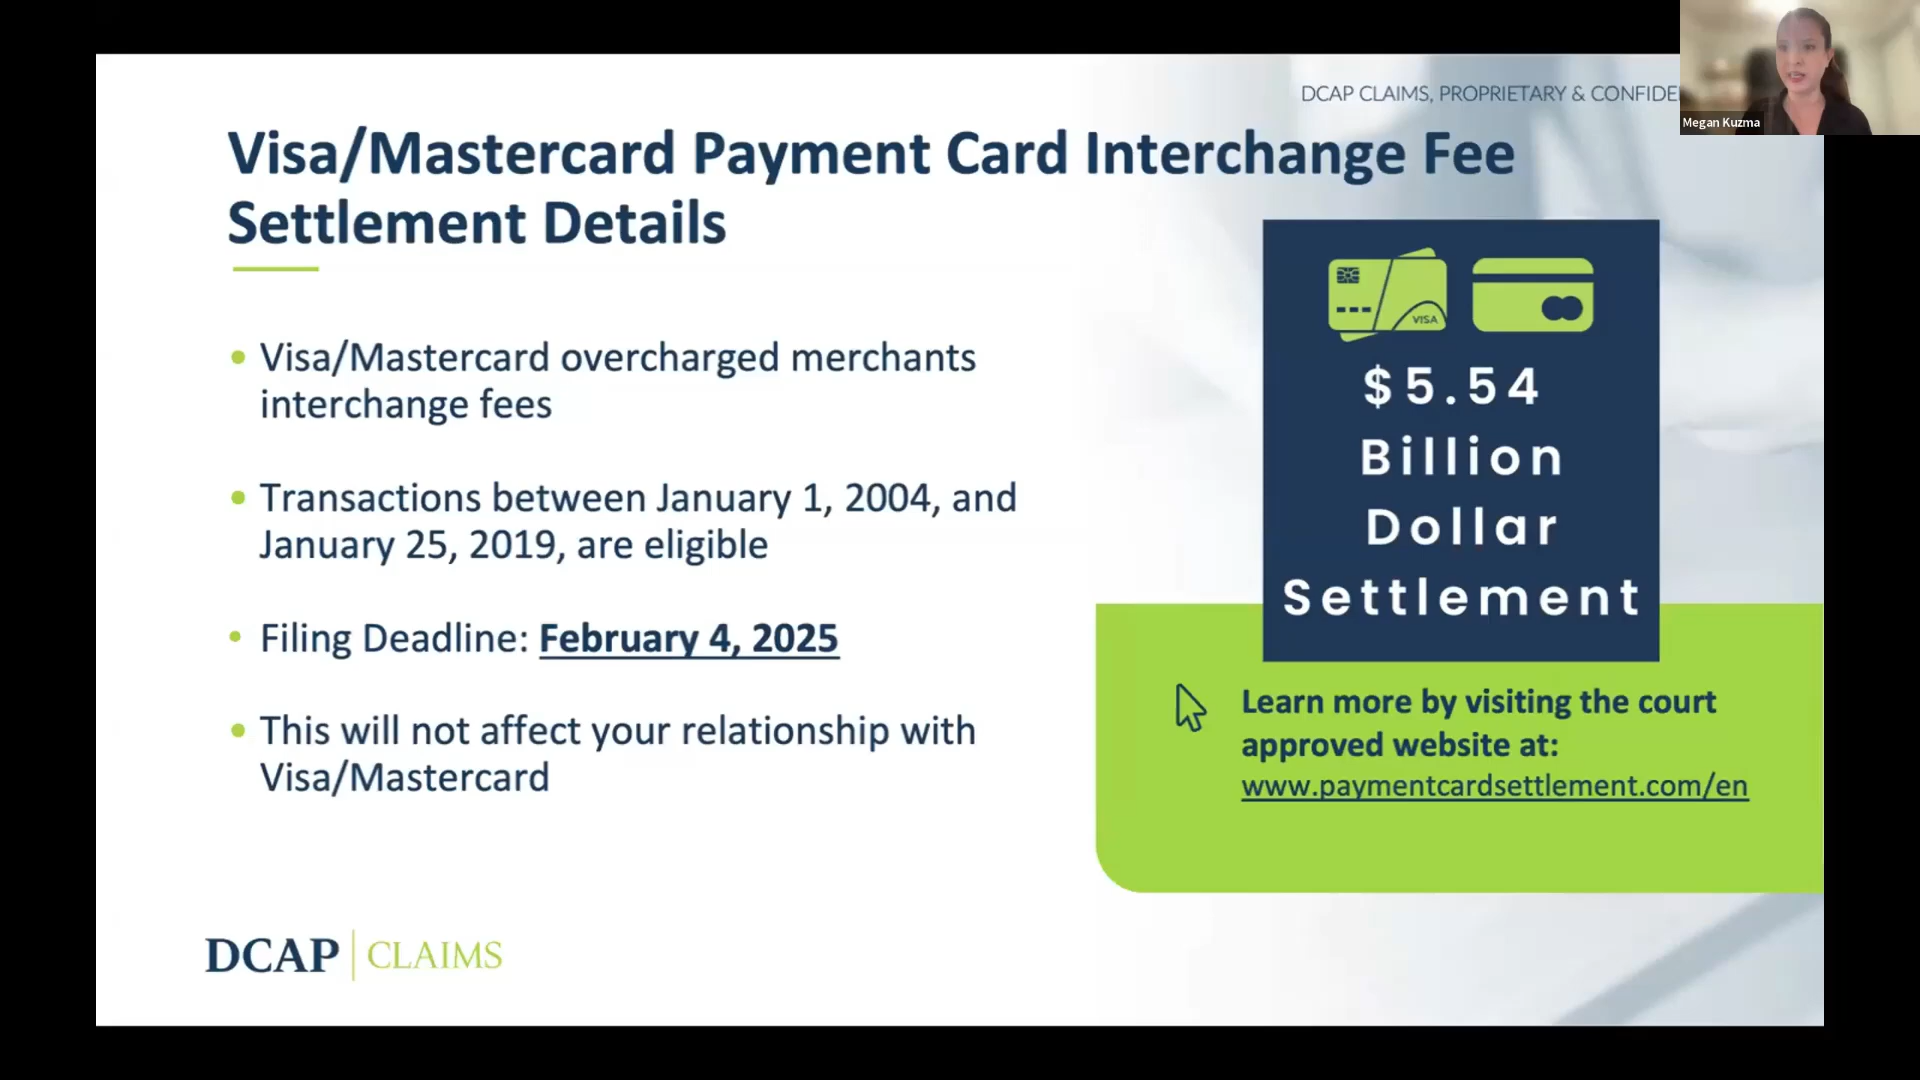 DCAP CLAIMS, PROPRIETARY & CONFIDE
Megan Kuzma
Visa/Mastercard Payment Card Interchange Fee
Settlement Details
• Visa/Mastercard overcharged merchants
interchange fees
• Transactions between January 1, 2004, and
January 25, 2019, are eligible
• Filing Deadline: February 4, 2025
• This will not affect your relationship with
Visa/Mastercard
VISA
$5.54
Billion
Dollar
Settlement
Learn more by visiting the court
approved website at:
www.paymentcardsettlement.com/en
DCAP | CLAIMS